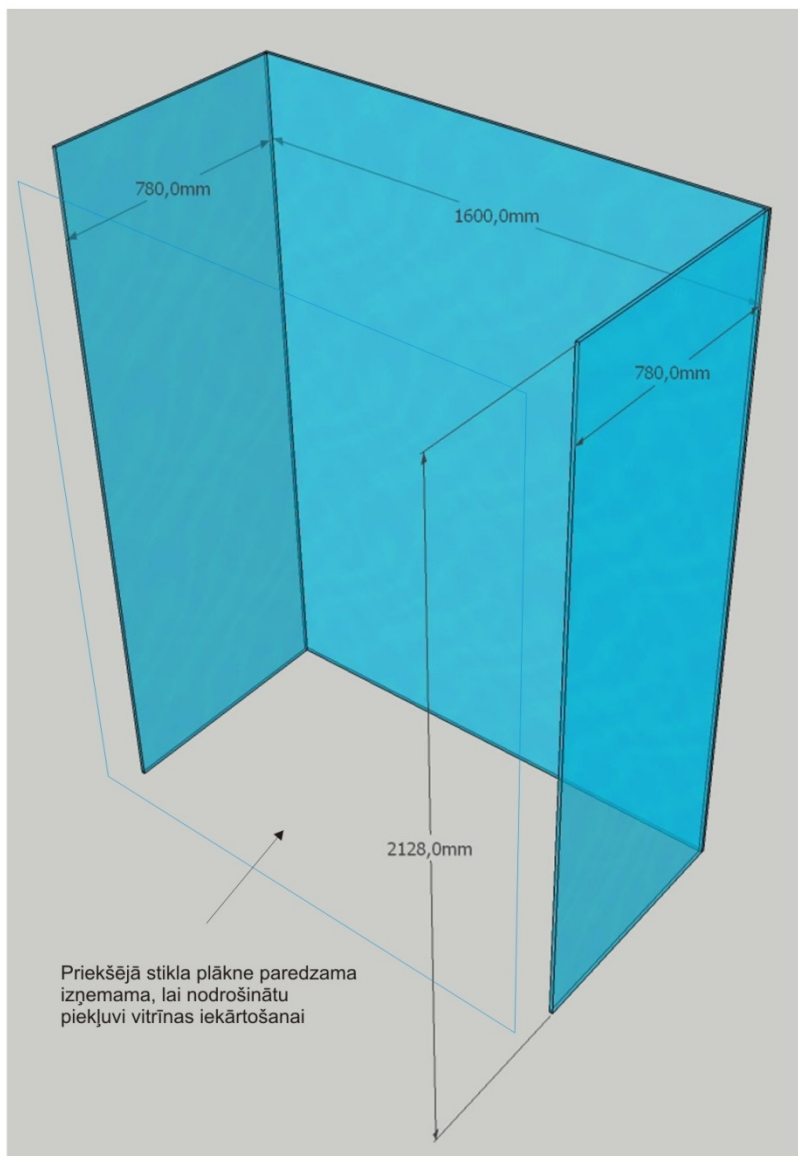 780,0mm
1600,0mm
780,0mm
2128,0mm
Priekšējā stikla plākne paredzama
izņemama, lai nodrošinātu
piekļuvi vitrīnas iekārtošanai